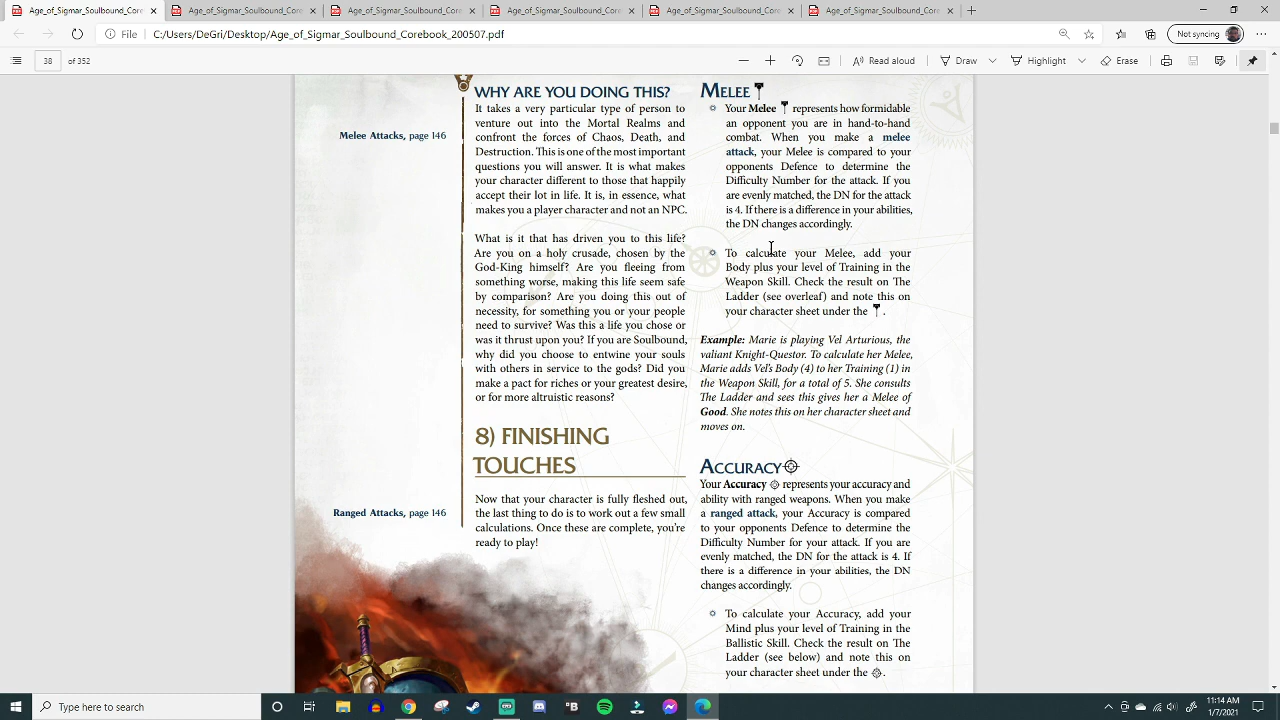 Age_of_Sigmar_Soulbound_Core
Age_of_Sigmar_Soulbound_Core
Age_of_Sigmar_Soulbound_Core
Age_of_Sigmar_Soulbound_Core
Age_of_Sigmar_Soulbound_Core
Age_of_Sigmar_Soulbound_Core
File
C:/Users/DeGri/Desktop/Age_of_Sigmar_Soulbound_Corebook_200507.pdf
Not syncing
38 of 352
Read aloud
Draw
Highlight
Erase
Melee Attacks, page 146
Ranged Attacks, page 146
WHY ARE YOU DOING THIS?
It takes a very particular type of person to
venture out into the Mortal Realms and
confront the forces of Chaos, Death, and
Destruction. This is one of the most important
questions you will answer. It is what makes
your character different to those that happily
accept their lot in life. It is, in essence, what
makes you a player character and not an NPC.
What is it that has driven you to this life?
Are you on a holy crusade, chosen by the
God-King himself? Are you fleeing from
something worse, making this life seem safe
by comparison? Are you doing this out of
necessity, for something you or your people
need to survive? Was this a life you chose or
was it thrust upon you? If you are Soulbound,
why did you choose to entwine your souls
with others in service to the gods? Did you
make a pact for riches or your greatest desire,
or for more altruistic reasons?
8) FINISHING
TOUCHES
Now that your character is fully fleshed out,
the last thing to do is to work out a few small
calculations. Once these are complete, you're
ready to play!
MELEE
Your Melee represents how formidable
an opponent you are in hand-to-hand
combat. When you make a melee
attack, your Melee is compared to your
opponents Defence to determine the
Difficulty Number for the attack. If you
are evenly matched, the DN for the attack
is 4. If there is a difference in your abilities,
the DN changes accordingly.
To calculate your Melee, add your
Body plus your level of Training in the
Weapon Skill. Check the result on The
Ladder (see overleaf) and note this on
your character sheet under the .
Example: Marie is playing Vel Arturious, the
valiant Knight-Questor. To calculate her Melee,
Marie adds Vel's Body (4) to her Training (1) in
the Weapon Skill, for a total of 5. She consults
The Ladder and sees this gives her a Melee of
Good. She notes this on her character sheet and
moves on.
ACCURACY
Your Accuracy represents your accuracy and
ability with ranged weapons. When you make
a ranged attack, your Accuracy is compared
to your opponents Defence to determine the
Difficulty Number for your attack. If you are
evenly matched, the DN for the attack is 4. If
there is a difference in your abilities, the DN
changes accordingly.
To calculate your Accuracy, add your
Mind plus your level of Training in the
Ballistic Skill. Check the result on The
Ladder (see below) and note this on
your character sheet under the .
Type here to search
11:14 AM
1/7/2021